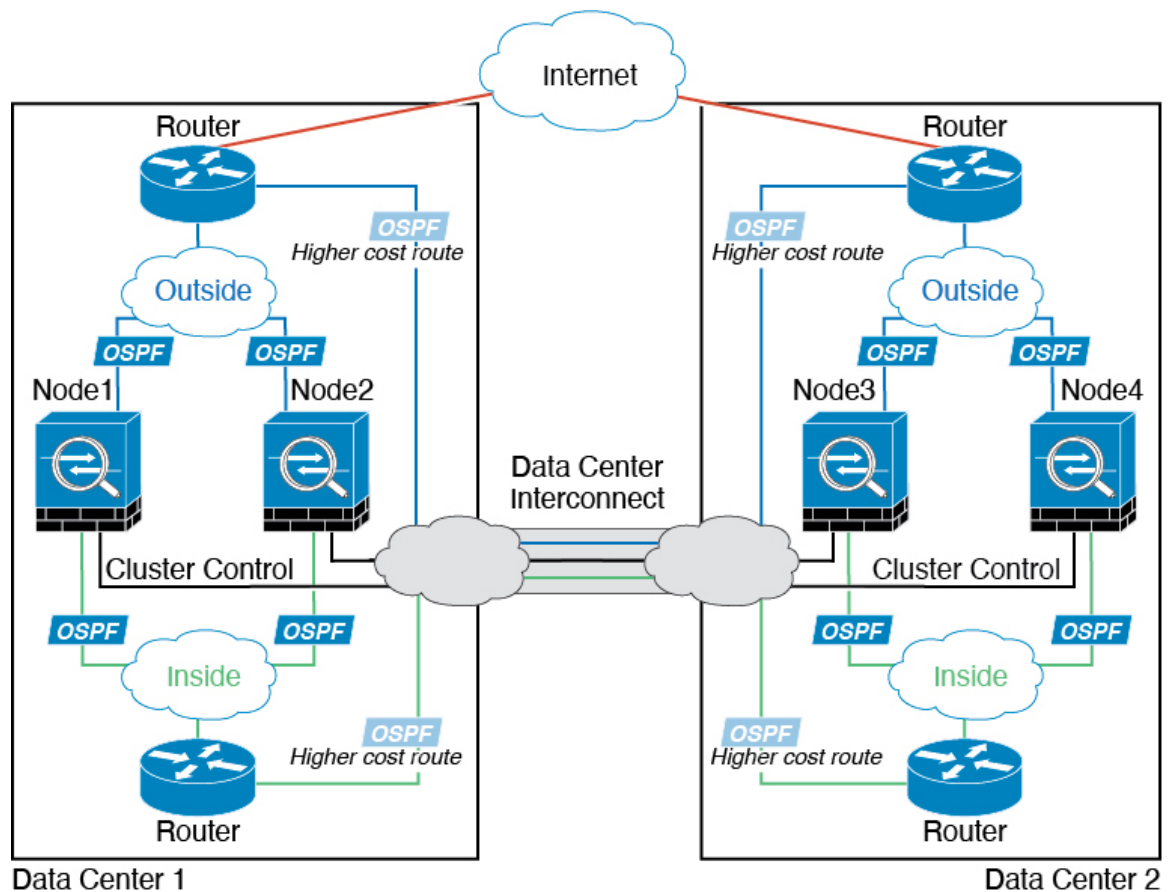 Internet
Router
Router
OSPF
Higher cost route
OSPF
Higher cost route
Outside
Outside
OSPF
OSPF
OSPF
OSPF
Node1
Node2
Node3
Node4
Data Center
Interconnect
Cluster Control
Cluster Control
OSPF
OSPF
OSPF
OSPF
Inside
Inside
OSPF
Higher cost route
OSPF
Higher cost route
Router
Router
Data Center 1
Data Center 2